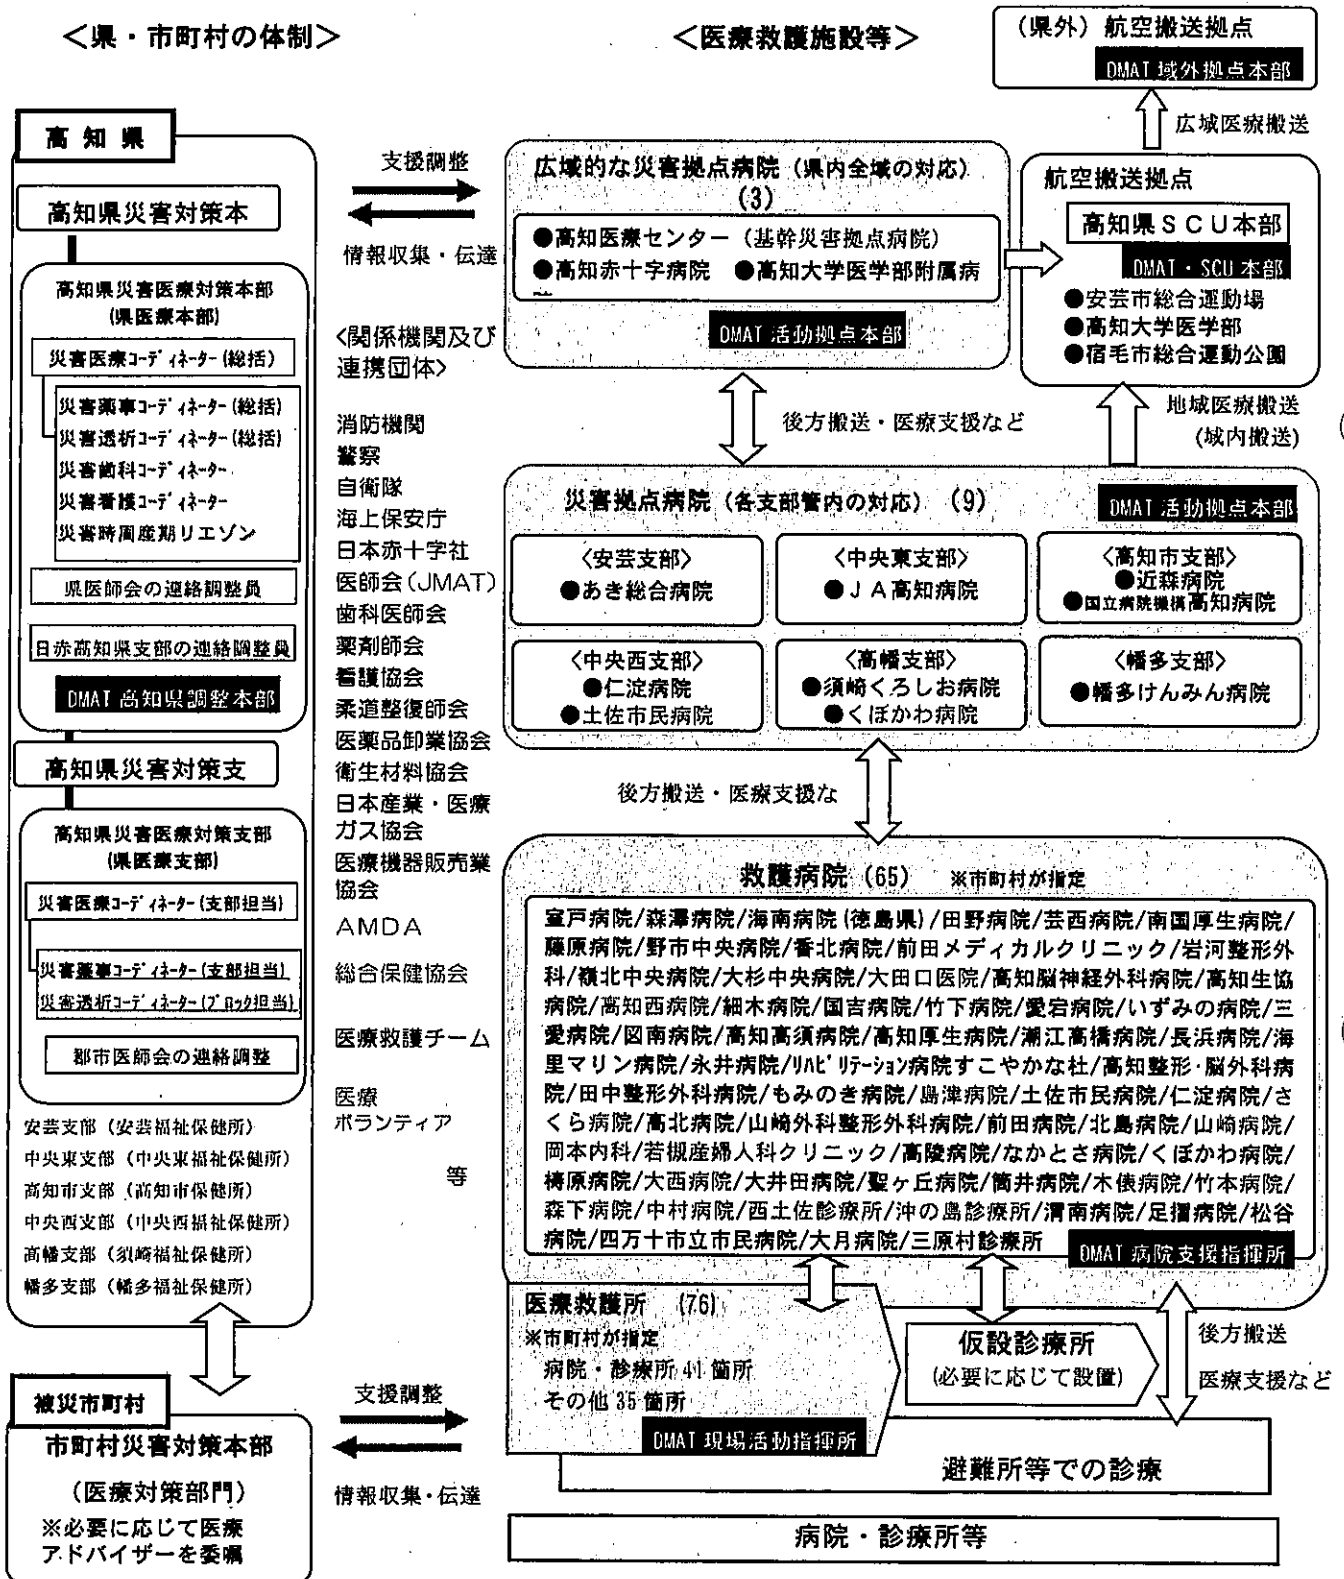 ＜県・市町村の体制＞
＜医療救護施設等＞
(県外) 航空搬送拠点
DMAT 域外拠点本部
広域医療搬送
高 知 県
高知県災害対策本
高知県災害医療対策本部
(県医療本部)
災害医療ｺｰﾃﾞｨﾈｰﾀｰ(総括)
災害薬事ｺｰﾃﾞｨﾈｰﾀｰ(総括)
災害透析ｺｰﾃﾞｨﾈｰﾀｰ(総括)
災害歯科ｺｰﾃﾞｨﾈｰﾀｰ
災害看護ｺｰﾃﾞｨﾈｰﾀｰ
災害時周産期リエゾン
県医師会の連絡調整員
日赤高知県支部の連絡調整員
DMAT 高知県調整本部
高知県災害対策支
高知県災害医療対策支部
(県医療支部)
災害医療ｺｰﾃﾞｨﾈｰﾀｰ(支部担当)
災害薬事ｺｰﾃﾞｨﾈｰﾀｰ(支部担当)
災害透析ｺｰﾃﾞｨﾈｰﾀｰ(ﾌﾞﾛｯｸ担当)
郡市医師会の連絡調整
安芸支部（安芸福祉保健所）
中央東支部（中央東福祉保健所）
高知市支部（高知市保健所）
中央西支部（中央西福祉保健所）
高幡支部（須崎福祉保健所）
幡多支部（幡多福祉保健所）
被災市町村
市町村災害対策本部
（医療対策部門）
※必要に応じて医療
アドバイザーを委嘱
支援調整
情報収集・伝達
<関係機関及び
連携団体>
消防機関
警察
自衛隊
海上保安庁
日本赤十字社
医師会(JMAT)
歯科医師会
薬剤師会
看護協会
柔道整復師会
医薬品卸業協会
衛生材料協会
日本産業・医療
ガス協会
医療機器販売業
協会
AMDA
総合保健協会
医療救護チーム
医療
ボランティア
等
支援調整
情報収集・伝達
広域的な災害拠点病院（県内全域の対応）
(3)
●高知医療センター（基幹災害拠点病院）
●高知赤十字病院 ●高知大学医学部附属病
DMAT 活動拠点本部
航空搬送拠点
高知県ＳＣＵ本部
DMAT・SCU 本部
●安芸市総合運動場
●高知大学医学部
●宿毛市総合運動公園
地域医療搬送
(域内搬送)
後方搬送・医療支援など
災害拠点病院（各支部管内の対応） (9)
DMAT 活動拠点本部
〈安芸支部〉
●あき総合病院
〈中央東支部〉
●ＪＡ高知病院
〈高知市支部〉
●近森病院
●国立病院機構高知病院
〈中央西支部〉
●仁淀病院
●土佐市民病院
〈高幡支部〉
●須崎くろしお病院
●くぼかわ病院
〈幡多支部〉
●幡多けんみん病院
後方搬送・医療支援な
救護病院 (65) ※市町村が指定
室戸病院/森澤病院/海南病院(徳島県)/田野病院/芸西病院/南国厚生病院/
藤原病院/野市中央病院/香北病院/前田メディカルクリニック/岩河整形外
科/嶺北中央病院/大杉中央病院/大田口医院/高知脳神経外科病院/高知生協
病院/高知西病院/細木病院/国吉病院/竹下病院/愛宕病院/いずみの病院/三
愛病院/図南病院/高知高須病院/高知厚生病院/潮江高橋病院/長浜病院/海
里マリン病院/永井病院/ﾘﾊﾋﾞﾘﾃｰｼｮﾝ病院すこやかな杜/高知整形・脳外科病
院/田中整形外科病院/もみのき病院/島津病院/土佐市民病院/仁淀病院/さ
くら病院/高北病院/山崎外科整形外科病院/前田病院/北島病院/山崎病院/
岡本内科/若槻産婦人科クリニック/高陵病院/なかとさ病院/くぼかわ病院/
梼原病院/大西病院/大井田病院/聖ヶ丘病院/筒井病院/木俵病院/竹本病院/
森下病院/中村病院/西土佐診療所/沖の島診療所/渭南病院/足摺病院/松谷
病院/四万十市立市民病院/大月病院/三原村診療所
DMAT 病院支援指揮所
医療救護所 (76)
※市町村が指定
病院・診療所 41 箇所
その他 35 箇所
DMAT 現場活動指揮所
仮設診療所
(必要に応じて設置)
後方搬送
医療支援など
避難所等での診療
病院・診療所等